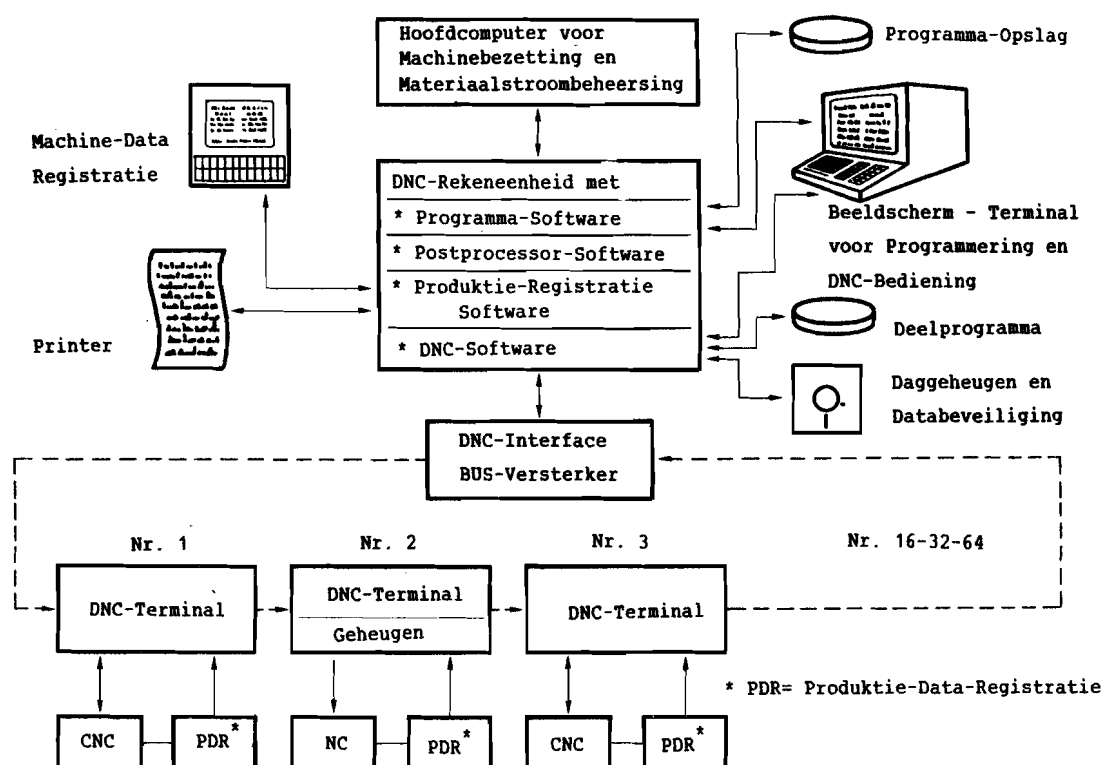 Hoofdcomputer voor
Machinebezetting en
Materiaalstroombeheersing
Programma-Opslag
Machine-Data
Registratie
DNC-Rekeneenheid met
* Programma-Software
* Postprocessor-Software
* Produktie-Registratie
Software
* DNC-Software
Beeldscherm - Terminal
voor Programmering en
DNC-Bediening
Printer
Deelprogramma
Daggeheugen en
Databeveiliging
DNC-Interface
BUS-Versterker
Nr. 1
Nr. 2
Nr. 3
Nr. 16-32-64
DNC-Terminal
DNC-Terminal
Geheugen
DNC-Terminal
* PDR= Produktie-Data-Registratie
CNC
PDR*
NC
PDR*
CNC
PDR*